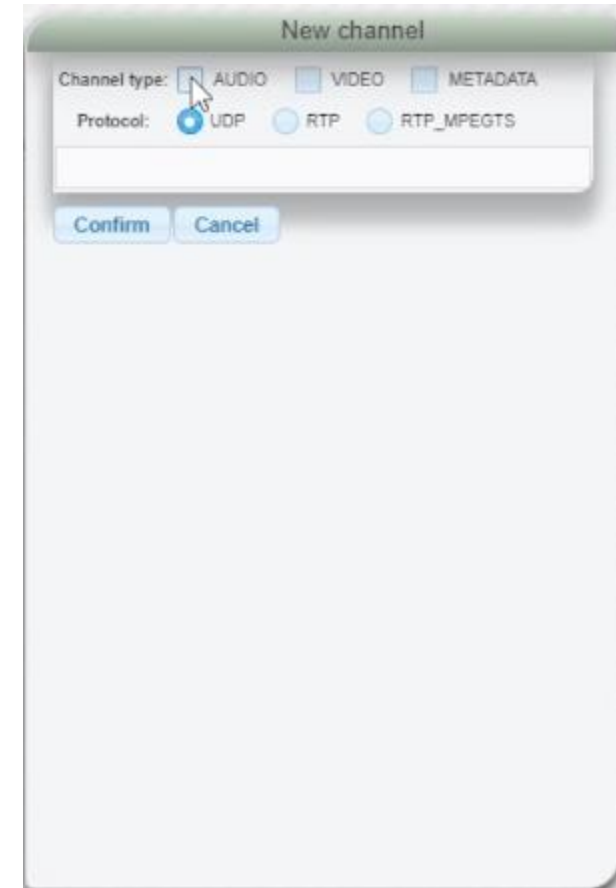 New channel
Channel type: AUDIO VIDEO METADATA
Protocol: UDP RTP RTP_MPEGTS
Confirm Cancel